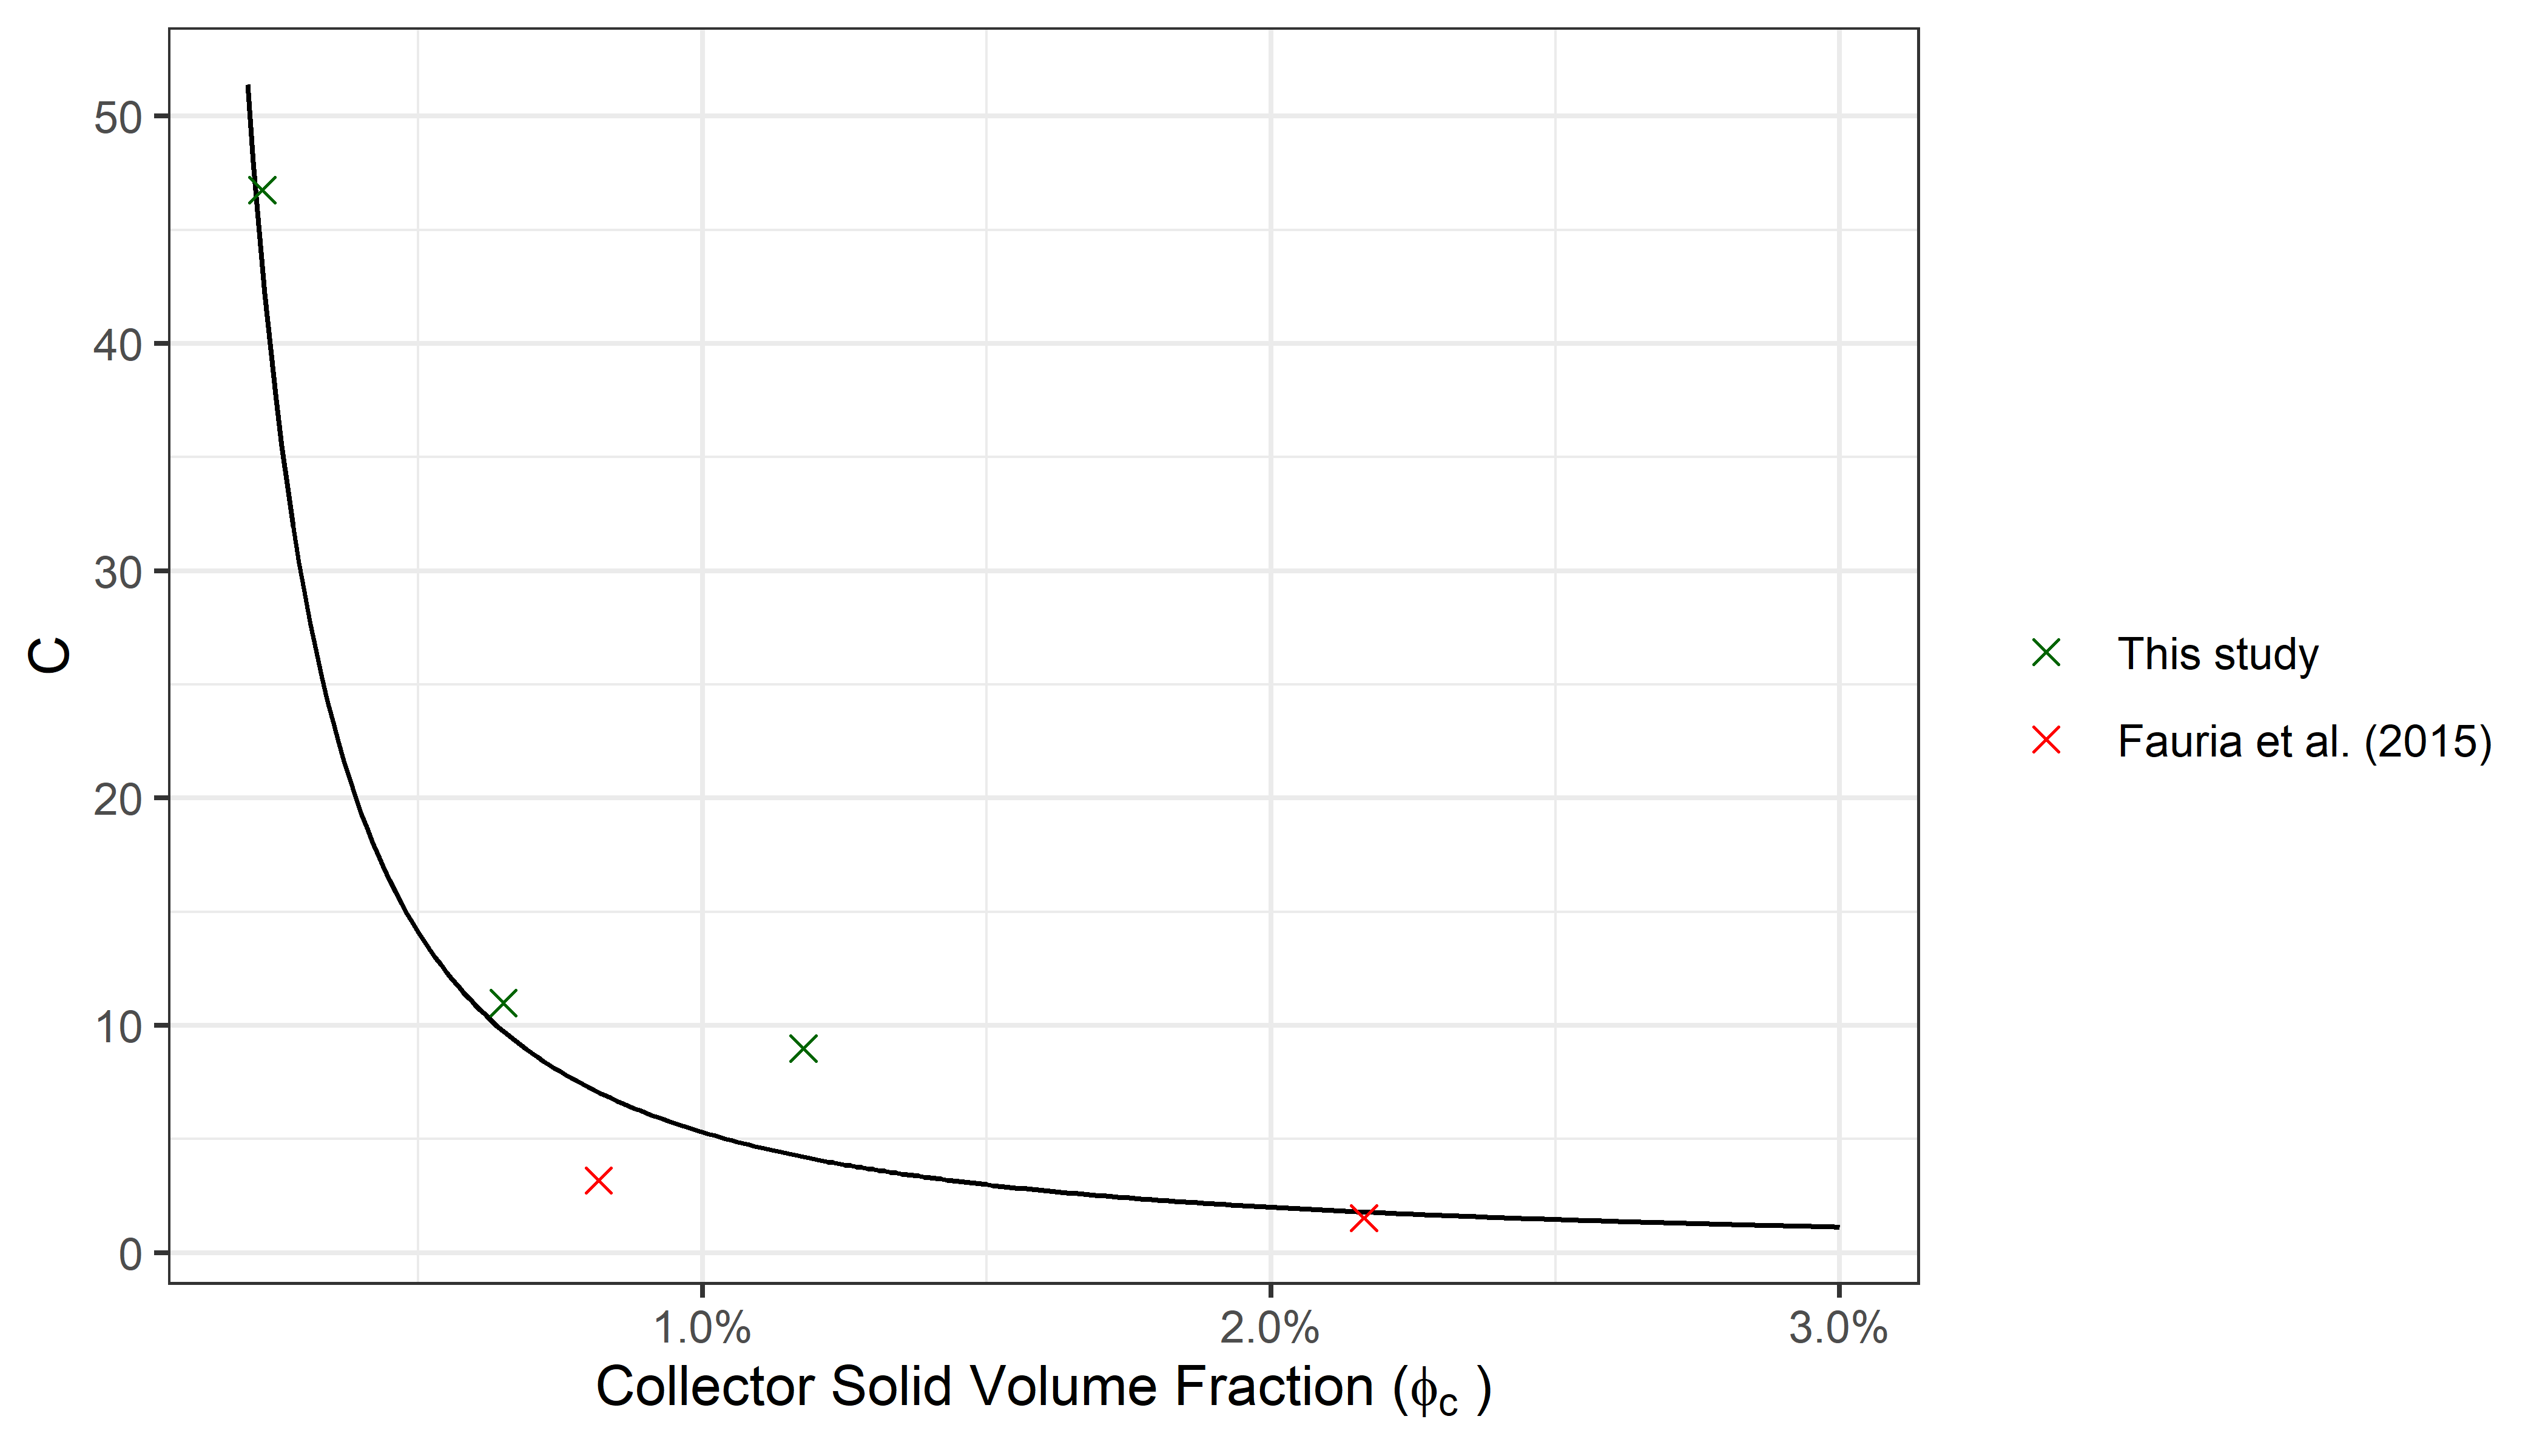 50
40
30
20
10
0
C
1.0% 2.0% 3.0%
Collector Solid Volume Fraction (ϕc )
This study
Fauria et al. (2015)